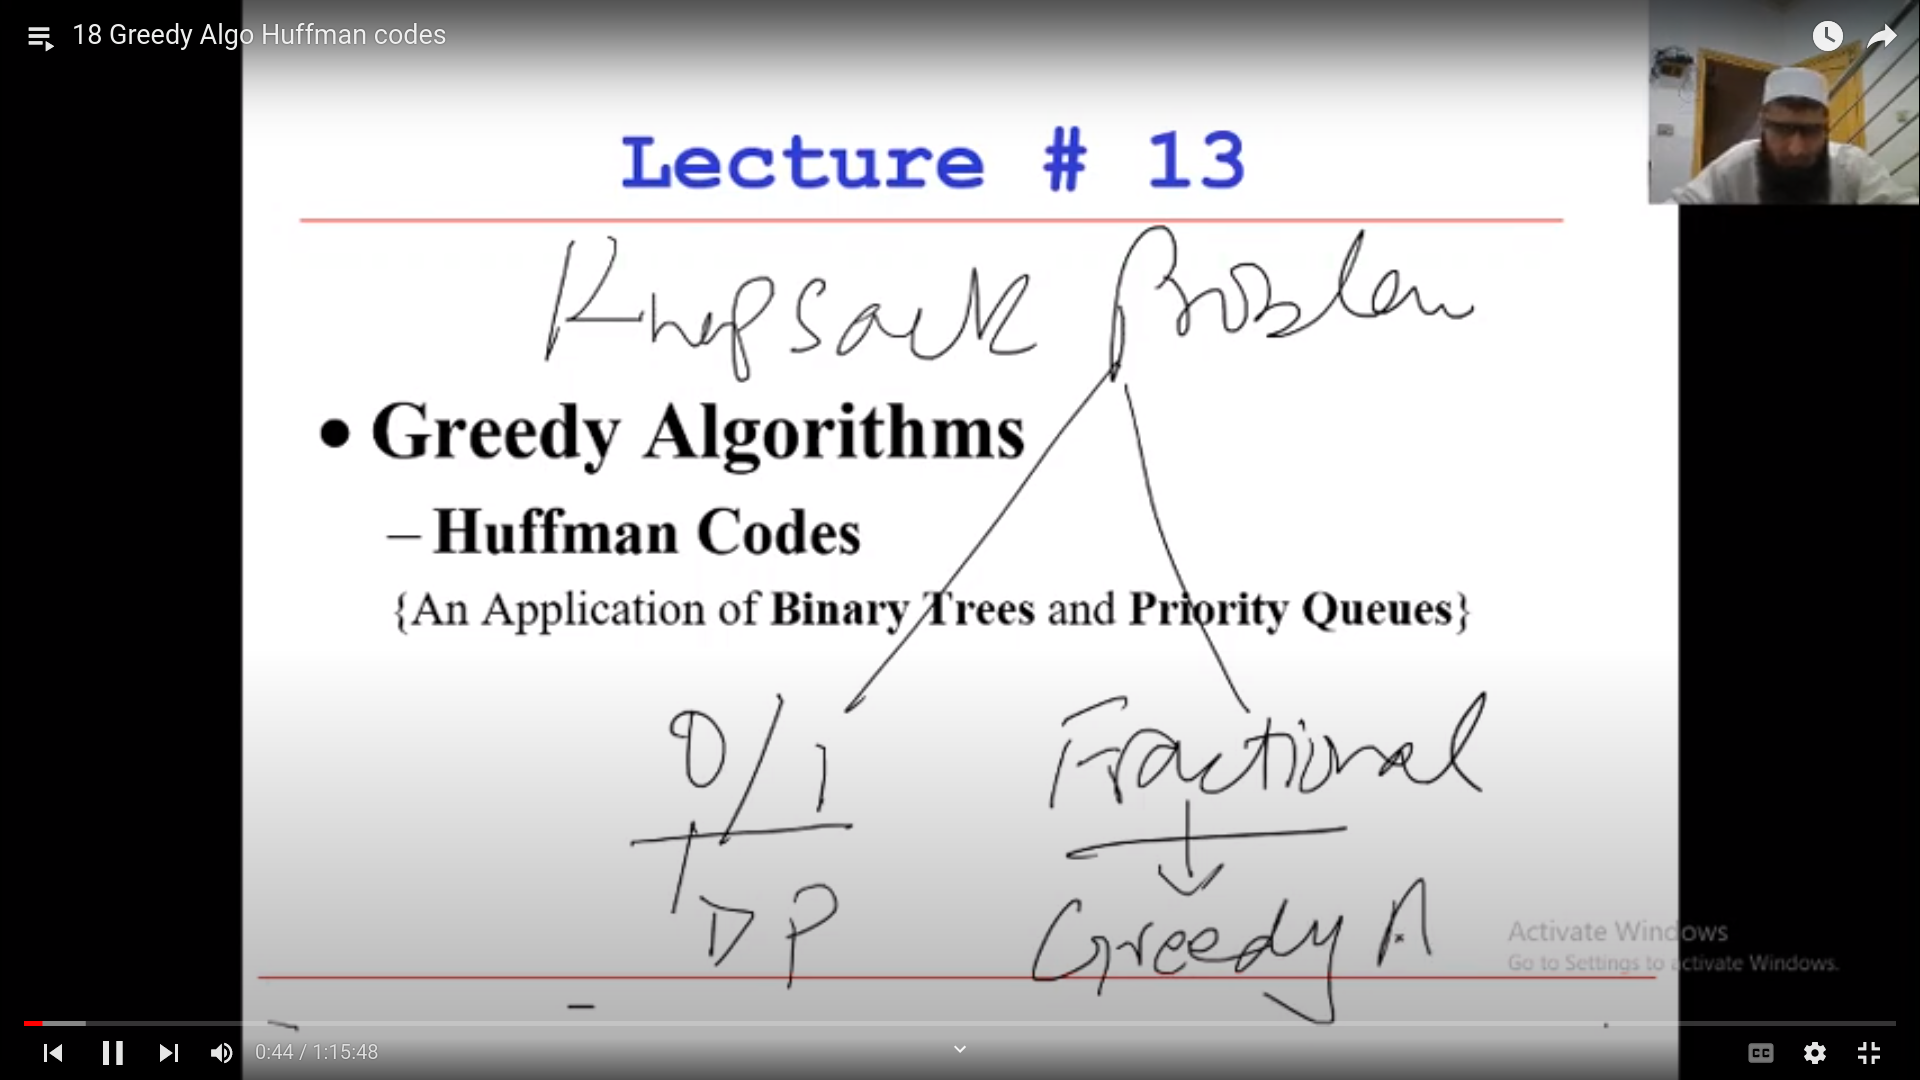 18 Greedy Algo Huffman codes
Lecture # 13
Knapsack Problem
• Greedy Algorithms
– Huffman Codes
{An Application of Binary Trees and Priority Queues}
0/1 Fractional
DP Greedy A
Activate Windows
Go to Settings to activate Windows.
0:44 / 1:15:48
CC